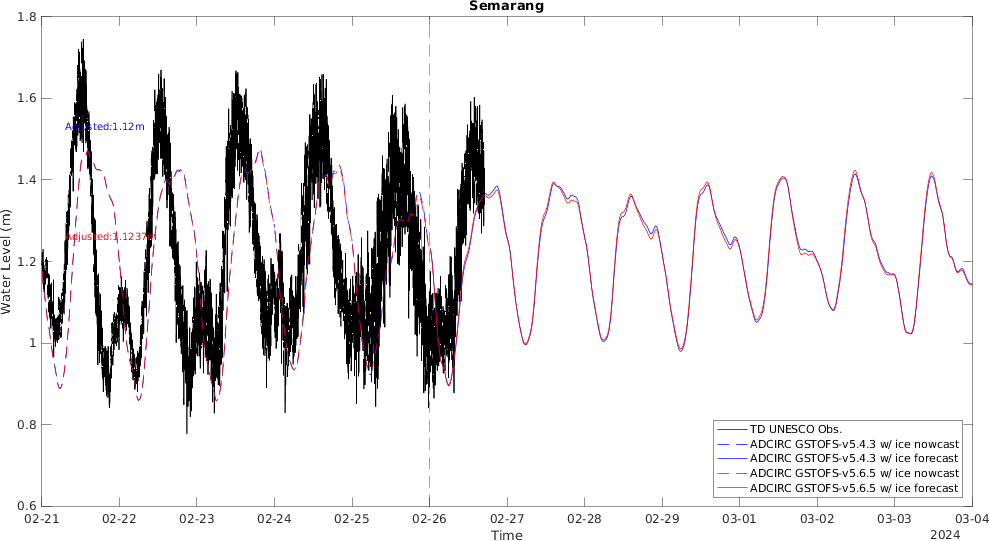 Semarang
1.8
1.6
1.4
1.2
1
0.8
0.6
Water Level (m)
Adjusted:1.12m
Adjusted:1.1237m
TD UNESCO Obs.
ADCIRC GSTOFS-v5.4.3 w/ ice nowcast
ADCIRC GSTOFS-v5.4.3 w/ ice forecast
ADCIRC GSTOFS-v5.6.5 w/ ice nowcast
ADCIRC GSTOFS-v5.6.5 w/ ice forecast
02-21 02-22 02-23 02-24 02-25 02-26 02-27 02-28 02-29 03-01 03-02 03-03 03-04
Time
2024